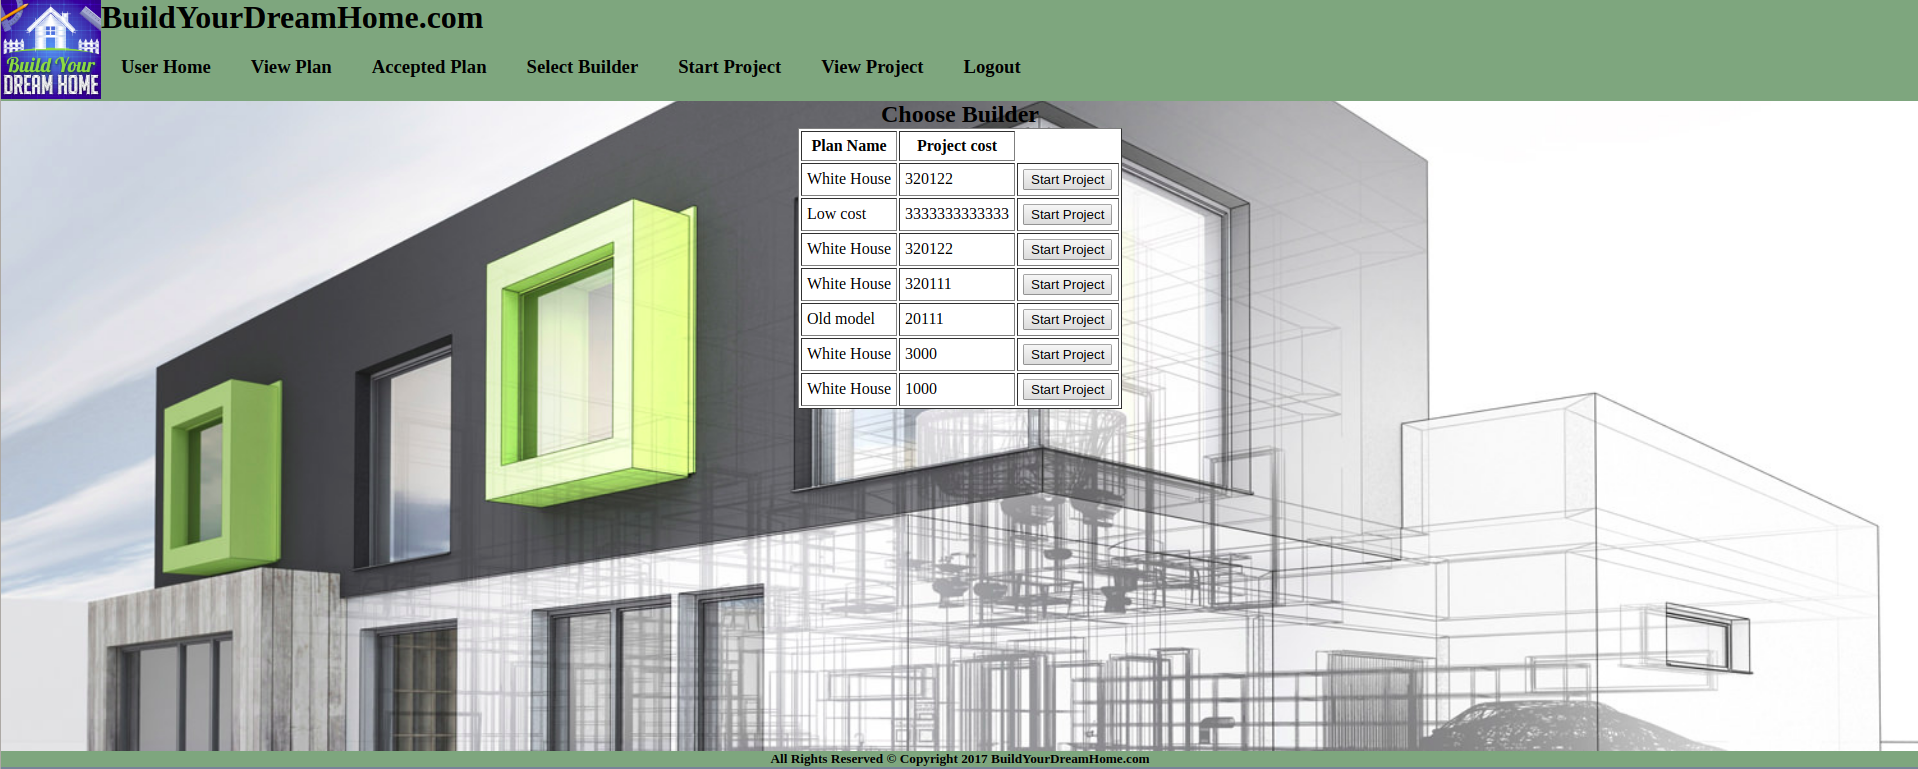 BuildYourDreamHome.com
Build Your
DREAM HOME
User Home View Plan Accepted Plan Select Builder Start Project View Project Logout
Choose Builder
Plan Name Project cost
White House 320122 Start Project
Low cost 3333333333333 Start Project
White House 320122 Start Project
White House 320111 Start Project
Old model 20111 Start Project
White House 3000 Start Project
White House 1000 Start Project
All Rights Reserved © Copyright 2017 BuildYourDreamHome.com